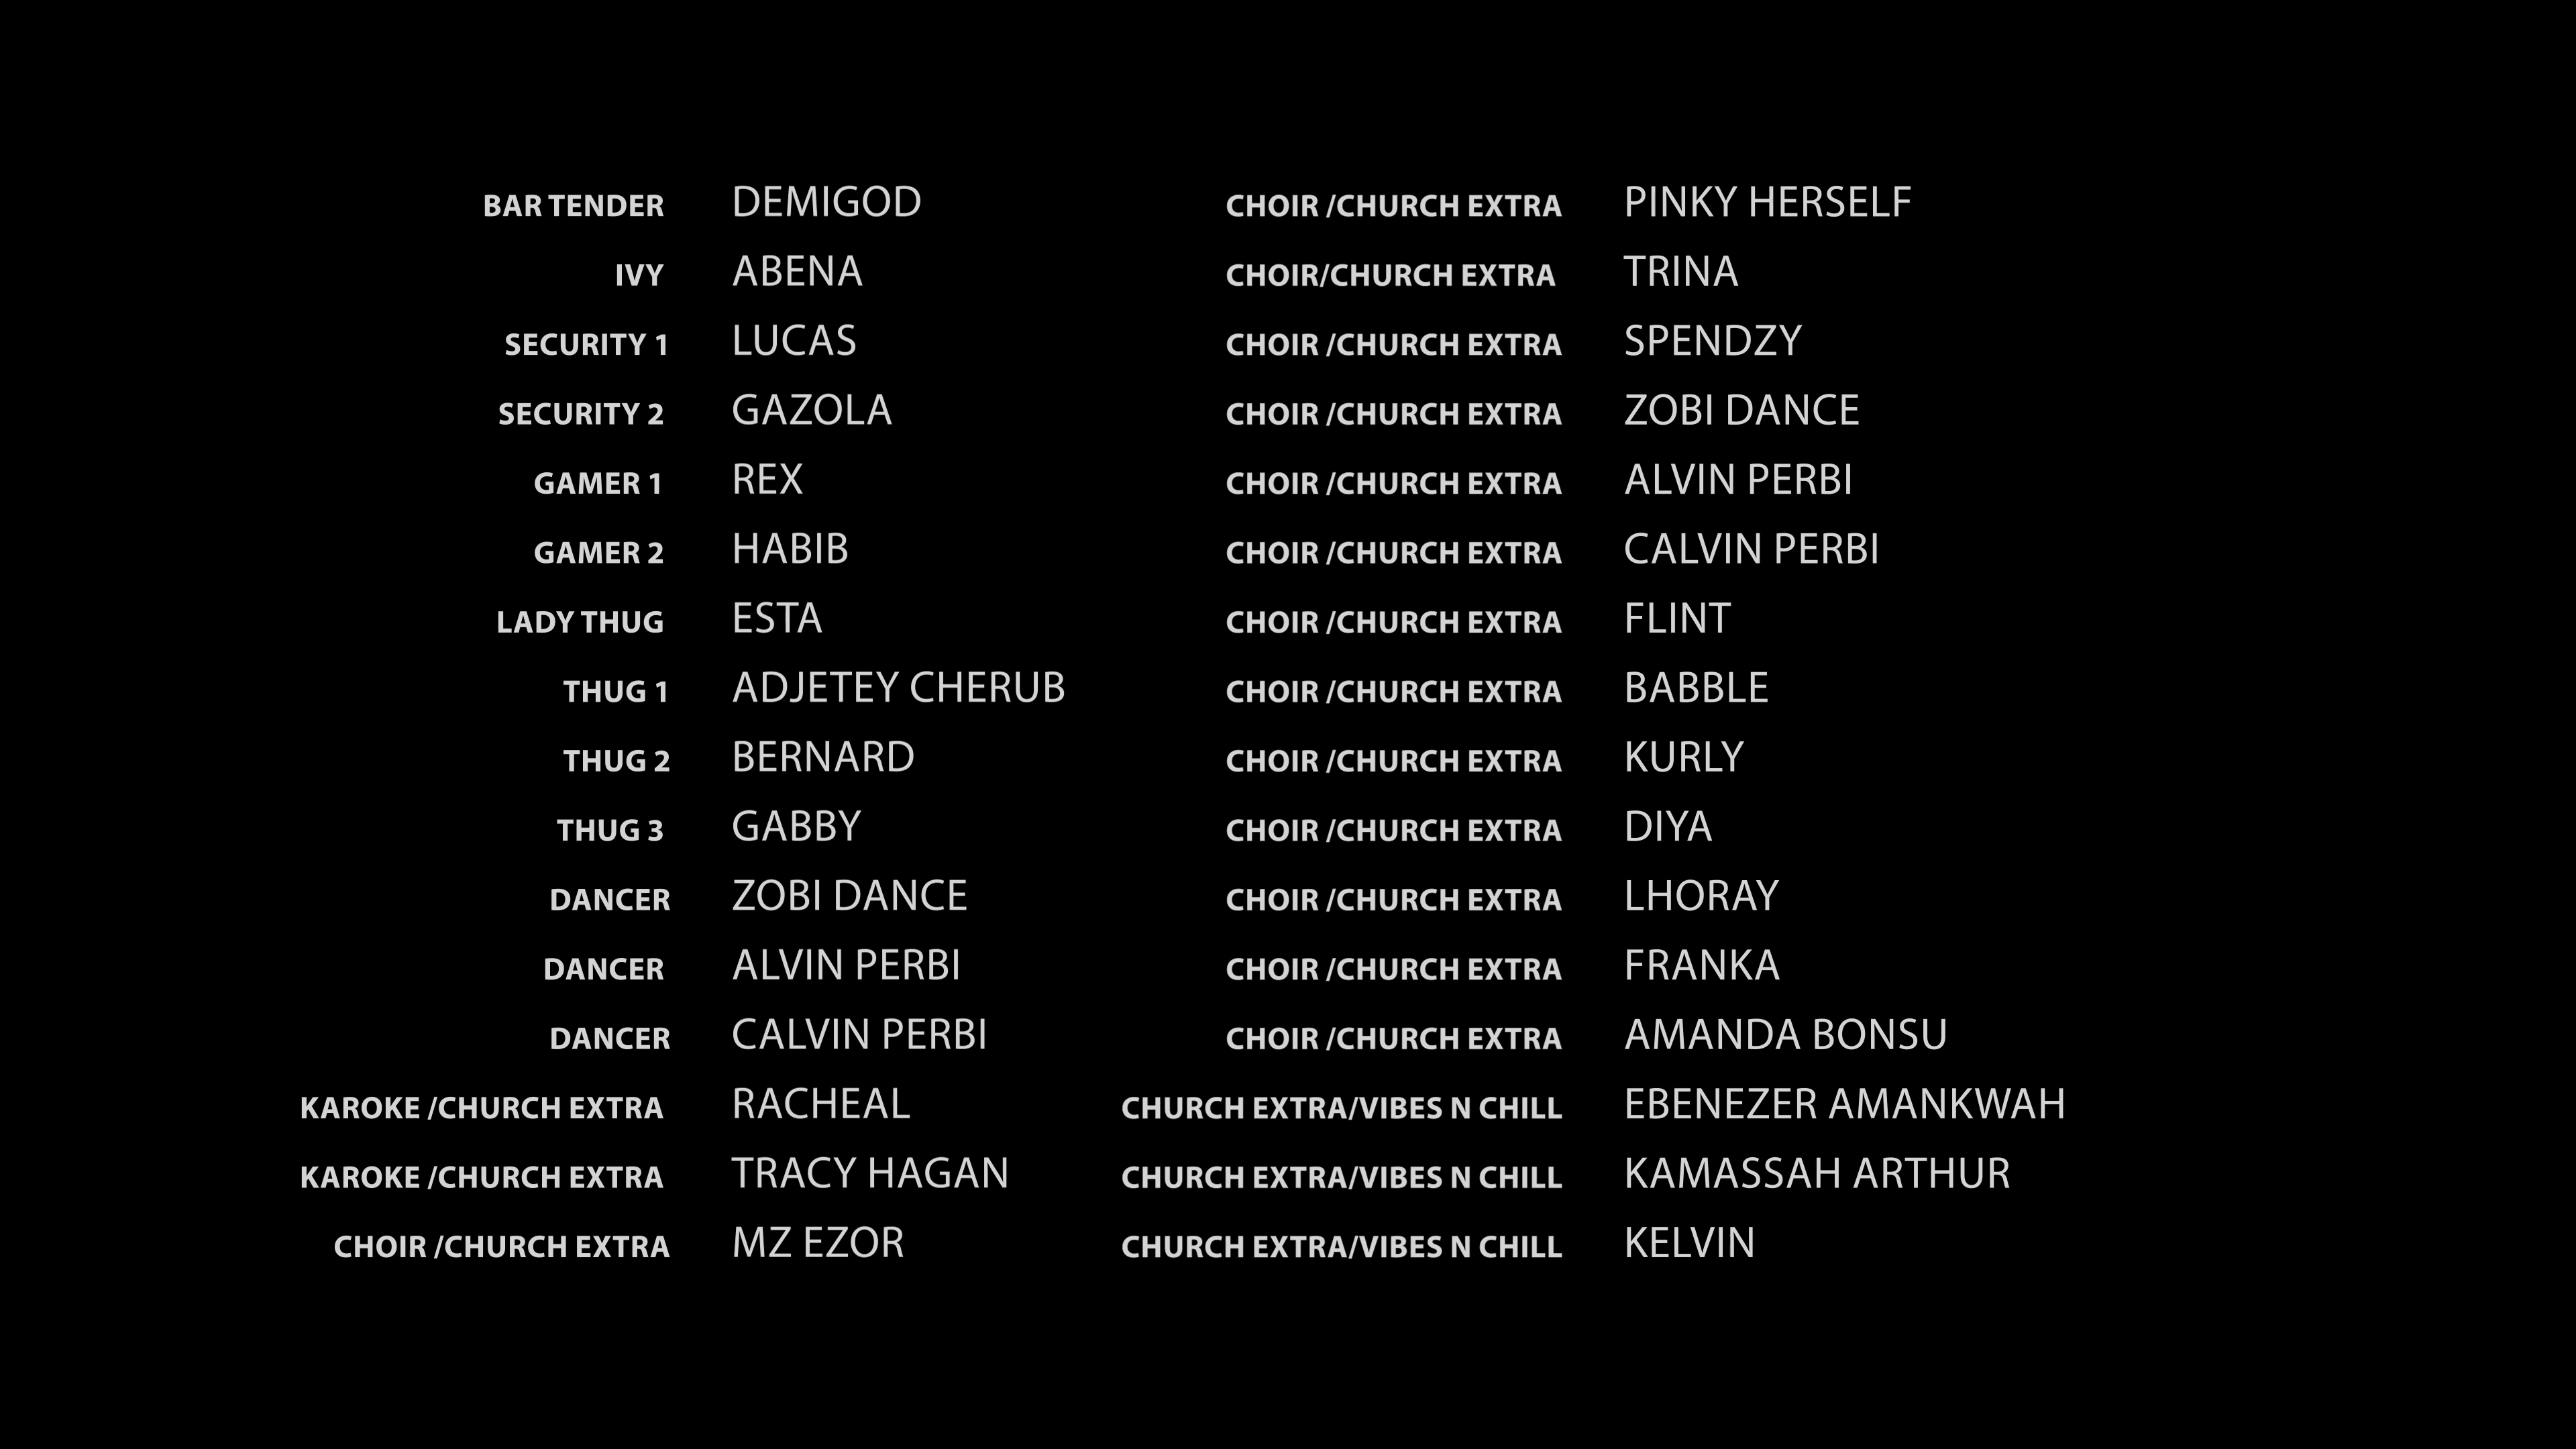 BAR TENDER DEMIGOD
IVY ABENA
SECURITY 1 LUCAS
SECURITY 2 GAZOLA
GAMER 1 REX
GAMER 2 HABIB
LADY THUG ESTA
THUG 1 ADJETEY CHERUB
THUG 2 BERNARD
THUG 3 GABBY
DANCER ZOBI DANCE
DANCER ALVIN PERBI
DANCER CALVIN PERBI
KAROKE /CHURCH EXTRA RACHEAL
KAROKE /CHURCH EXTRA TRACY HAGAN
CHOIR /CHURCH EXTRA MZ EZOR
CHOIR /CHURCH EXTRA PINKY HERSELF
CHOIR/CHURCH EXTRA TRINA
CHOIR /CHURCH EXTRA SPENDZY
CHOIR /CHURCH EXTRA ZOBI DANCE
CHOIR /CHURCH EXTRA ALVIN PERBI
CHOIR /CHURCH EXTRA CALVIN PERBI
CHOIR /CHURCH EXTRA FLINT
CHOIR /CHURCH EXTRA BABBLE
CHOIR /CHURCH EXTRA KURLY
CHOIR /CHURCH EXTRA DIYA
CHOIR /CHURCH EXTRA LHORAY
CHOIR /CHURCH EXTRA FRANKA
CHOIR /CHURCH EXTRA AMANDA BONSU
CHURCH EXTRA/VIBES N CHILL EBENEZER AMANKWAH
CHURCH EXTRA/VIBES N CHILL KAMASSAH ARTHUR
CHURCH EXTRA/VIBES N CHILL KELVIN